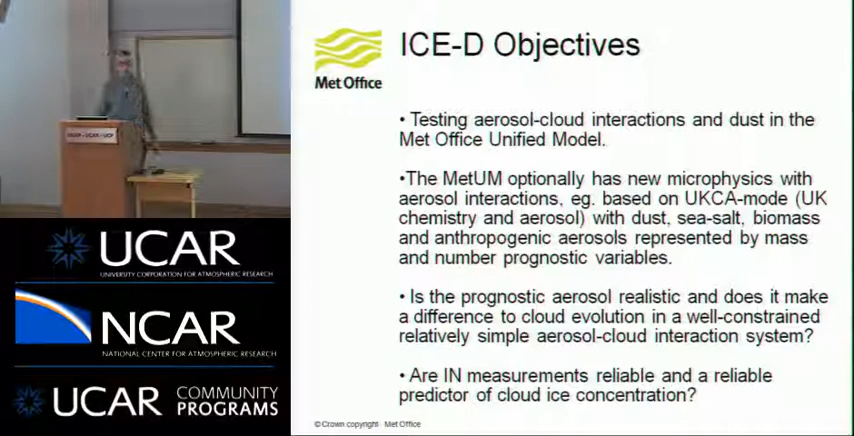 ICE-D Objectives
Met Office
• Testing aerosol-cloud interactions and dust in the
Met Office Unified Model.
•The MetUM optionally has new microphysics with
aerosol interactions, eg. based on UKCA-mode (UK
chemistry and aerosol) with dust, sea-salt, biomass
and anthropogenic aerosols represented by mass
and number prognostic variables.
• Is the prognostic aerosol realistic and does it make
a difference to cloud evolution in a well-constrained
relatively simple aerosol-cloud interaction system?
• Are IN measurements reliable and a reliable
predictor of cloud ice concentration?
© Crown copyright Met Office
UCAR
UNIVERSITY CORPORATION FOR ATMOSPHERIC RESEARCH
NCAR
NATIONAL CENTER FOR ATMOSPHERIC RESEARCH
UCAR COMMUNITY
PROGRAMS